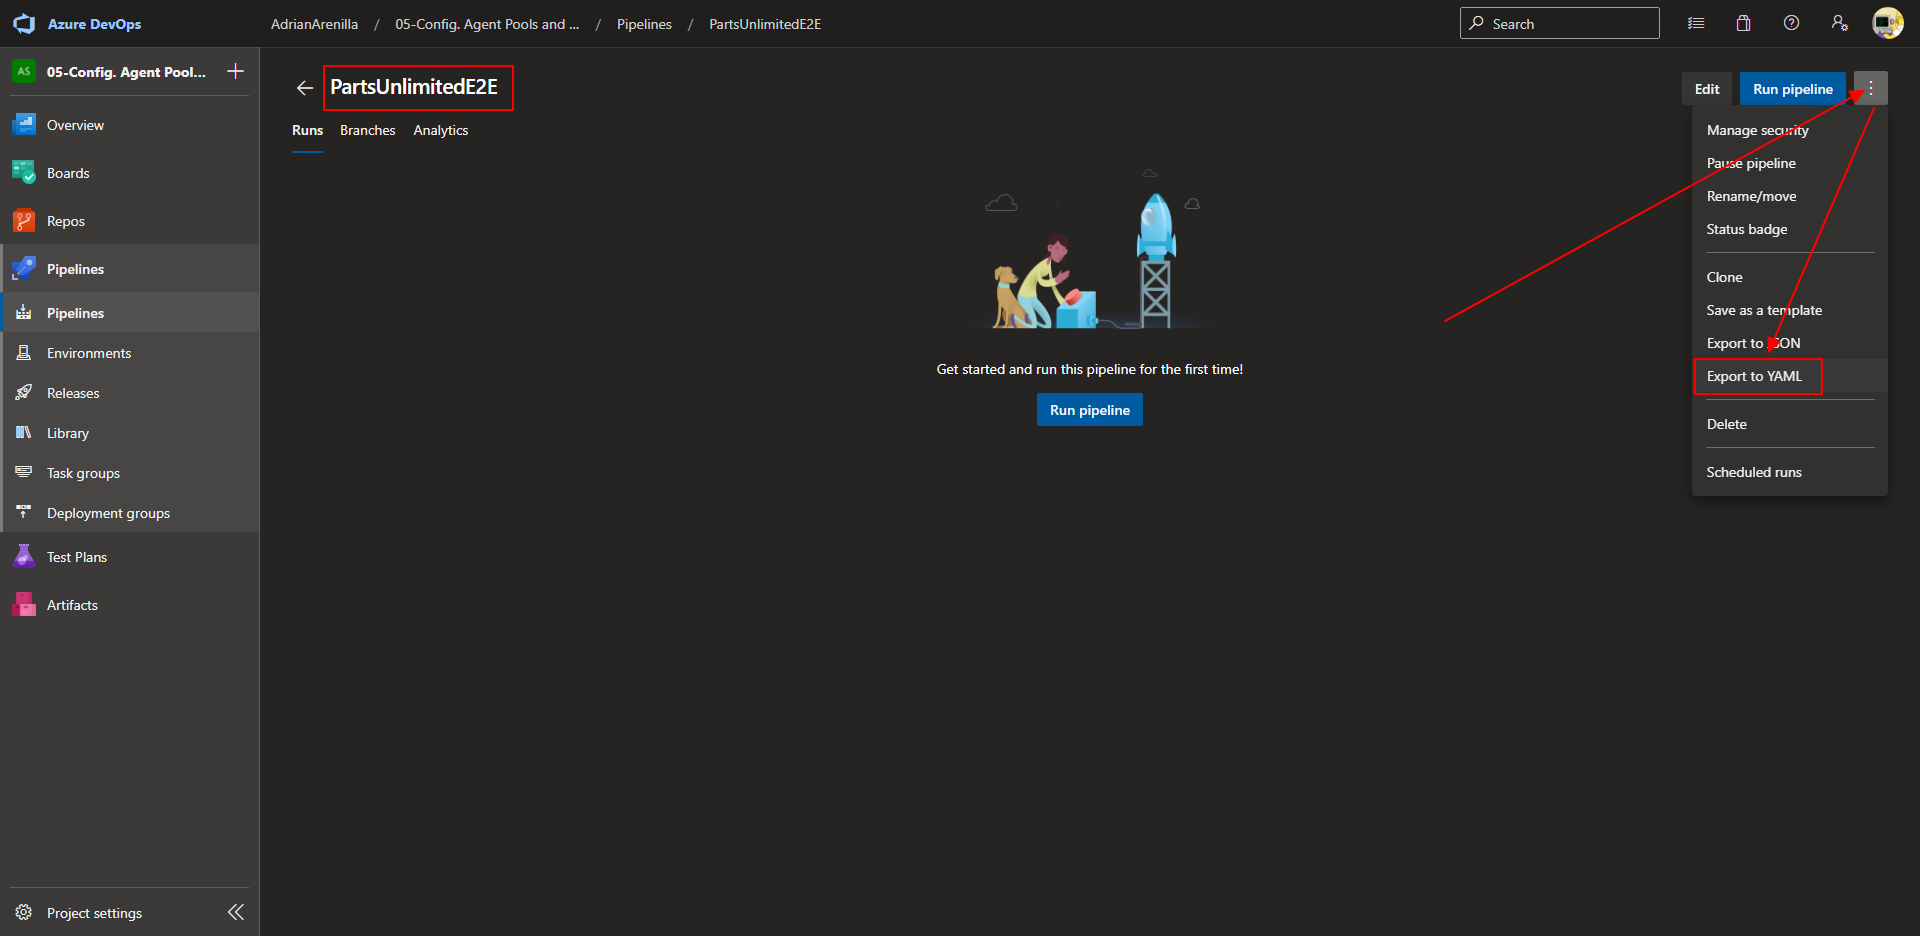 Azure DevOps
AdrianArenilla / 05-Config. Agent Pools and ... / Pipelines / PartsUnlimitedE2E
Search
AS
05-Config. Agent Pool...
Overview
Boards
Repos
Pipelines
Pipelines
Environments
Releases
Library
Task groups
Deployment groups
Test Plans
Artifacts
Project settings
PartsUnlimitedE2E
Runs Branches Analytics
Get started and run this pipeline for the first time!
Run pipeline
Edit
Run pipeline
Manage security
Pause pipeline
Rename/move
Status badge
Clone
Save as a template
Export to JSON
Export to YAML
Delete
Scheduled runs